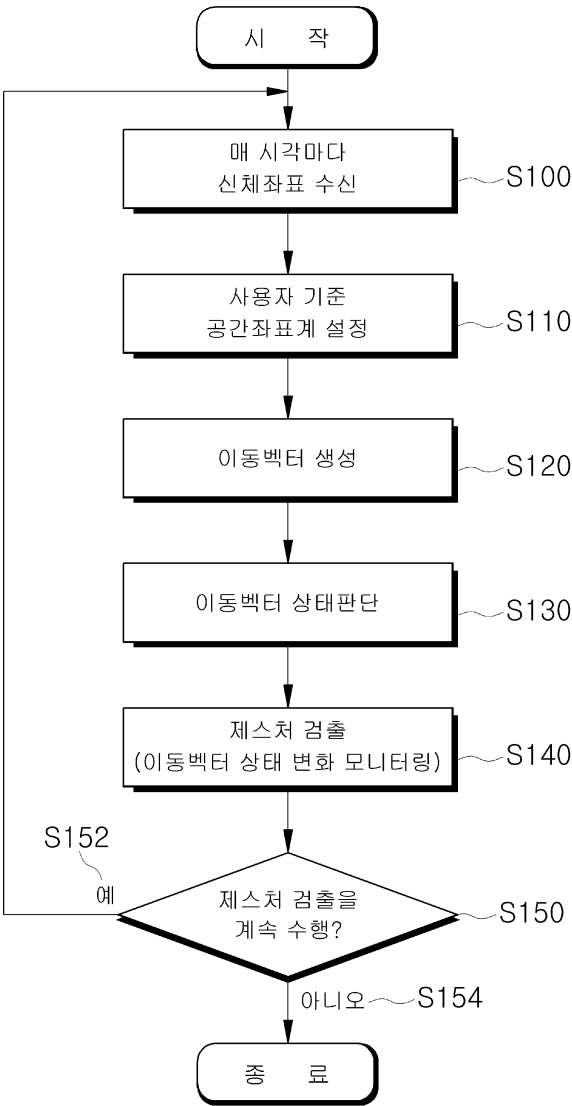 시 작
매 시각마다
신체좌표 수신
S100
사용자 기준
공간좌표계 설정
S110
이동벡터 생성
S120
이동벡터 상태판단
S130
제스처 검출
(이동벡터 상태 변화 모니터링)
S140
S152
예
제스처 검출을
계속 수행?
S150
아니오
S154
종 료